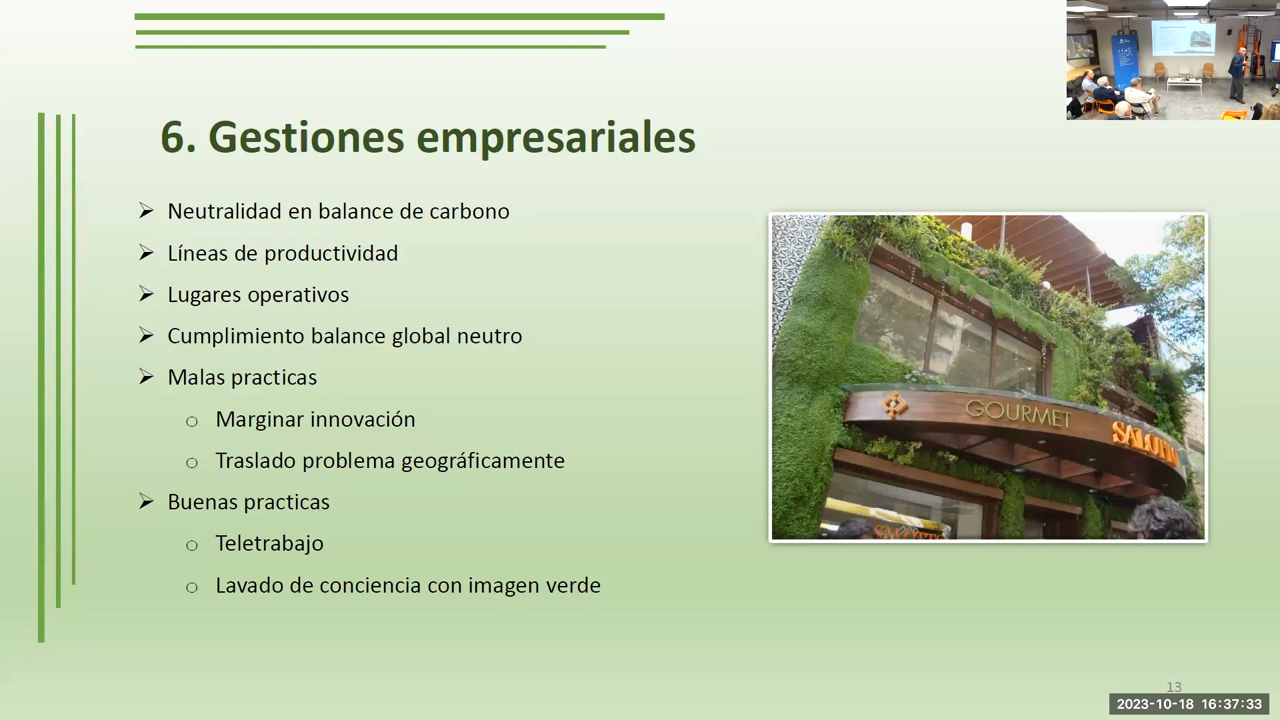 6. Gestiones empresariales
➢ Neutralidad en balance de carbono
➢ Líneas de productividad
➢ Lugares operativos
➢ Cumplimiento balance global neutro
➢ Malas practicas
○ Marginar innovación
○ Traslado problema geográficamente
➢ Buenas practicas
○ Teletrabajo
○ Lavado de conciencia con imagen verde
GOURMET
13
2023-10-18 16:37:33